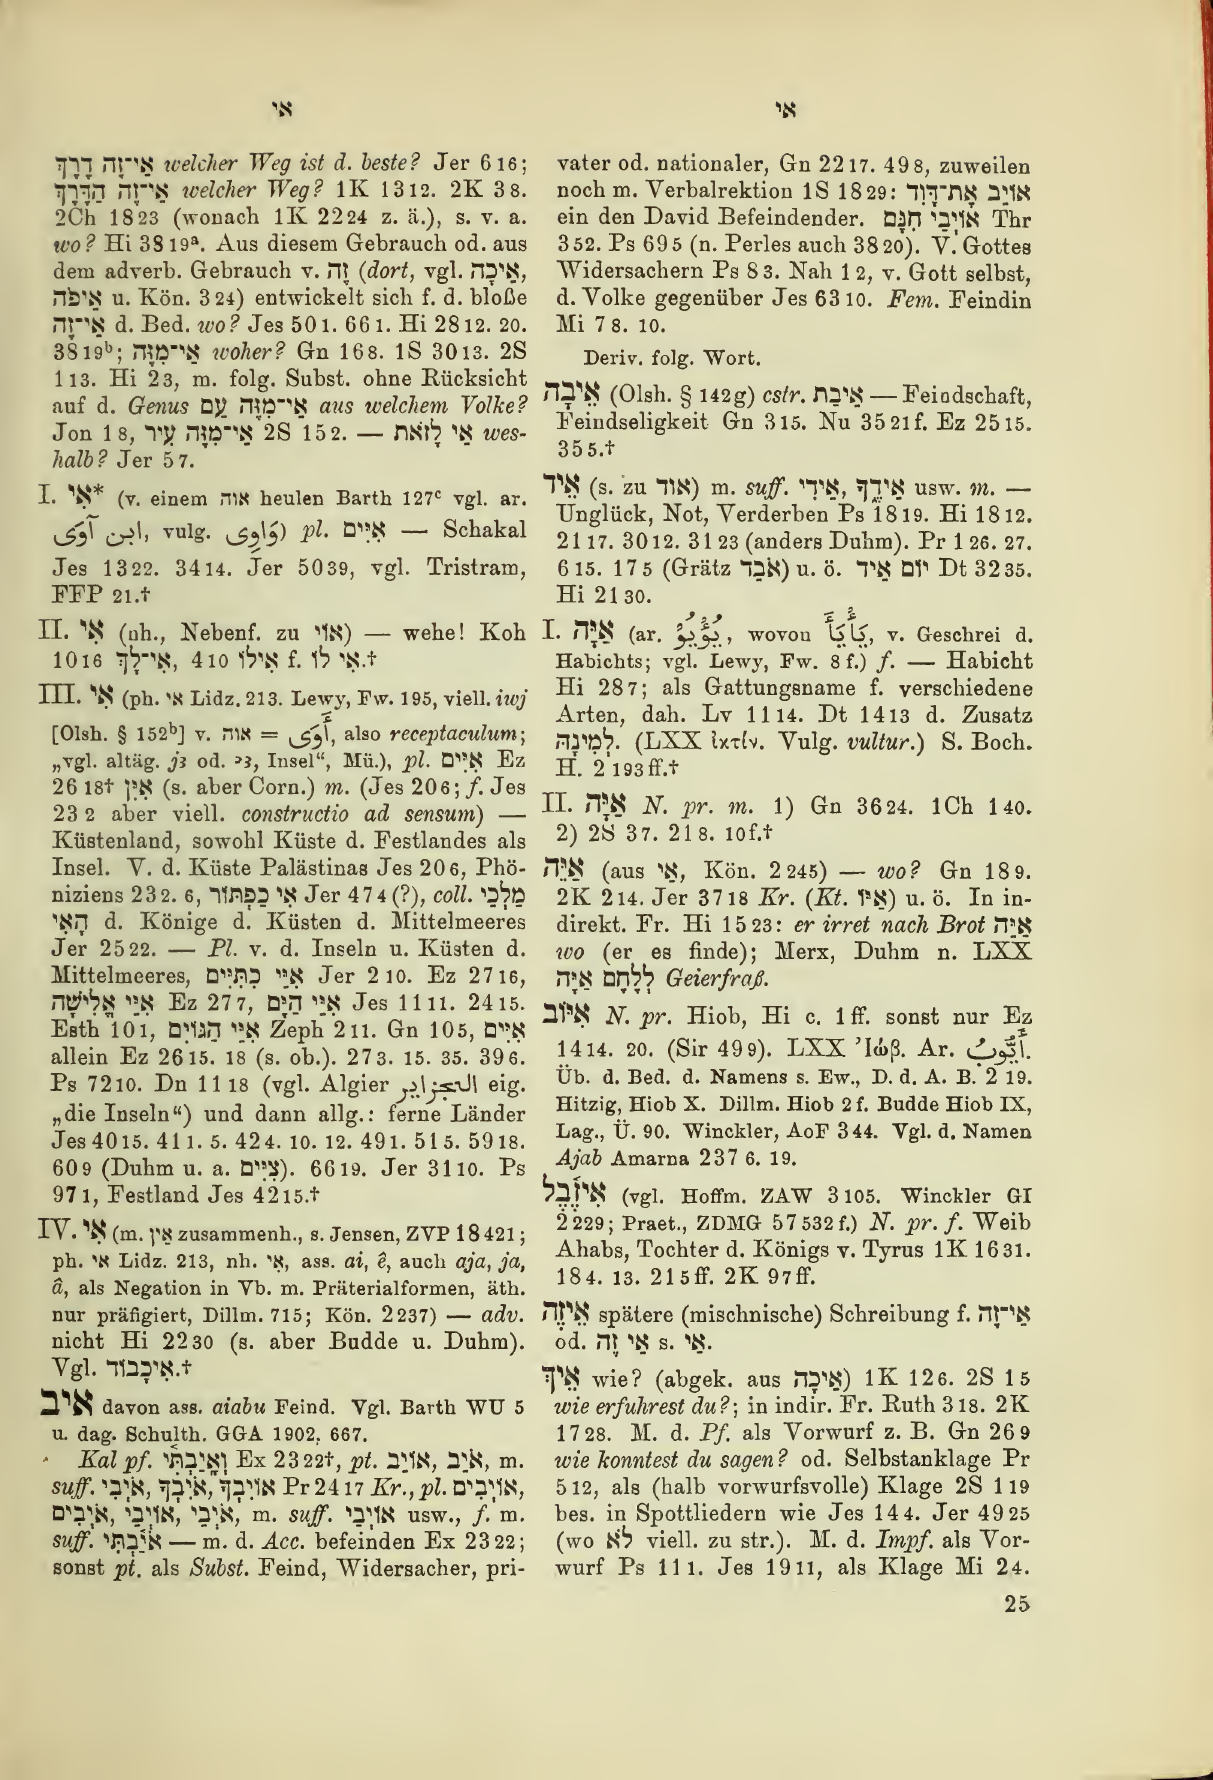 אי
אי
אֵי־זֶה דֶרֶךְ welcher Weg ist d. beste? Jer 6 16;
אֵי־זֶה הַדֶּרֶךְ welcher Weg? 1K 13 12. 2K 3 8.
2Ch 18 23 (wonach 1K 22 24 z. ä.), s. v. a.
wo? Hi 38 19ᵃ. Aus diesem Gebrauch od. aus
dem adverb. Gebrauch v. זֶה (dort, vgl. אֵיכָה,
אֵיפֹה u. Kön. 3 24) entwickelt sich f. d. bloße
אֵי־זֶה d. Bed. wo? Jes 50 1. 66 1. Hi 28 12. 20.
38 19ᵇ; אֵי־מִזֶּה woher? Gn 16 8. 1S 30 13. 2S
1 13. Hi 2 3, m. folg. Subst. ohne Rücksicht
auf d. Genus אֵי־מִזֶּה עַם aus welchem Volke?
Jon 1 8, אֵי־מִזֶּה עִיר 2S 15 2. — אֵי לָזֹאת wes-
halb? Jer 5 7.
I. אִי* (v. einem אוה heulen Barth 127ᶜ vgl. ar.
ابن آوَى, vulg. وَاوِى) pl. אִיִּים — Schakal
Jes 13 22. 34 14. Jer 50 39, vgl. Tristram,
FFP 21.†
II. אִי (nh., Nebenf. zu אוֹי) — wehe! Koh
10 16 אִי־לָךְ, 4 10 אִילוֹ f. אִי לוֹ.†
III. אִי (ph. אי Lidz. 213. Lewy, Fw. 195, viell. iwj
[Olsh. § 152ᵇ] v. אוה = أَوَى, also receptaculum;
„vgl. altäg. jꜣ od. ꜣꜣ, Insel“, Mü.), pl. אִיִּים Ez
26 18† אִיִּן (s. aber Corn.) m. (Jes 20 6; f. Jes
23 2 aber viell. constructio ad sensum) —
Küstenland, sowohl Küste d. Festlandes als
Insel. V. d. Küste Palästinas Jes 20 6, Phö-
niziens 23 2. 6, אִי כַפְתּוֹר Jer 47 4 (?), coll. מַלְכֵי
הָאִי d. Könige d. Küsten d. Mittelmeeres
Jer 25 22. — Pl. v. d. Inseln u. Küsten d.
Mittelmeeres, אִיֵּי כִתִּיִּים Jer 2 10. Ez 27 16,
אִיֵּי אֱלִישָׁה Ez 27 7, אִיֵּי הַיָּם Jes 11 11. 24 15.
Esth 10 1, אִיֵּי הַגּוֹיִם Zeph 2 11. Gn 10 5, אִיִּים
allein Ez 26 15. 18 (s. ob.). 27 3. 15. 35. 39 6.
Ps 72 10. Dn 11 18 (vgl. Algier الجزاير eig.
„die Inseln“) und dann allg.: ferne Länder
Jes 40 15. 41 1. 5. 42 4. 10. 12. 49 1. 51 5. 59 18.
60 9 (Duhm u. a. צִיִּים). 66 19. Jer 31 10. Ps
97 1, Festland Jes 42 15.†
IV. אִי (m. אין zusammenh., s. Jensen, ZVP 18 421;
ph. אי Lidz. 213, nh. אִי, ass. ai, ê, auch aja, ja,
â, als Negation in Vb. m. Präterialformen, äth.
nur präfigiert, Dillm. 715; Kön. 2 237) — adv.
nicht Hi 22 30 (s. aber Budde u. Duhm).
Vgl. אִיכָבוֹד.†
איב davon ass. aiabu Feind. Vgl. Barth WU 5
u. dag. Schulth. GGA 1902, 667.
Kal pf. וְאָיַבְתִּי Ex 23 22†, pt. אוֹיֵב, אֹיֵב, m.
suff. אֹיְבִי, אֹיִבְךָ, אוֹיִבְךָ Pr 24 17 Kr., pl. אוֹיְבִים,
אֹיְבִים, אוֹיְבֵי, אֹיְבֵי, m. suff. אוֹיְבַי usw., f. m.
suff. אֹיַבְתִּי — m. d. Acc. befeinden Ex 23 22;
sonst pt. als Subst. Feind, Widersacher, pri-
vater od. nationaler, Gn 22 17. 49 8, zuweilen
noch m. Verbalrektion 1S 18 29: אוֹיֵב אֶת־דָּוִד
ein den David Befeindender. אוֹיְבַי חִנָּם Thr
3 52. Ps 69 5 (n. Perles auch 38 20). V. Gottes
Widersachern Ps 8 3. Nah 1 2, v. Gott selbst,
d. Volke gegenüber Jes 63 10. Fem. Feindin
Mi 7 8. 10.
Deriv. folg. Wort.
אֵיבָה (Olsh. § 142g) cstr. אֵיבַת — Feindschaft,
Feindseligkeit Gn 3 15. Nu 35 21f. Ez 25 15.
35 5.†
אֵיד (s. zu אוד) m. suff. אֵידִי, אֵידְךָ usw. m. —
Unglück, Not, Verderben Ps 18 19. Hi 18 12.
21 17. 30 12. 31 23 (anders Duhm). Pr 1 26. 27.
6 15. 17 5 (Grätz אֹבֵד) u. ö. יוֹם אֵיד Dt 32 35.
Hi 21 30.
I. אַיָּה (ar. يُؤْيُؤٌ, wovon يَأْيَأَ, v. Geschrei d.
Habichts; vgl. Lewy, Fw. 8 f.) f. — Habicht
Hi 28 7; als Gattungsname f. verschiedene
Arten, dah. Lv 11 14. Dt 14 13 d. Zusatz
לְמִינָהּ. (LXX ἰκτίν. Vulg. vultur.) S. Boch.
H. 2 193 ff.†
II. אַיָּה N. pr. m. 1) Gn 36 24. 1Ch 1 40.
2) 2S 3 7. 21 8. 10f.†
אַיֵּה (aus אֵי, Kön. 2 245) — wo? Gn 18 9.
2K 2 14. Jer 37 18 Kr. (Kt. אַיּוֹ) u. ö. In in-
direkt. Fr. Hi 15 23: er irret nach Brot אַיֵּה
wo (er es finde); Merx, Duhm n. LXX
לְלֶחֶם אַיָּה Geierfraß.
אִיּוֹב N. pr. Hiob, Hi c. 1 ff. sonst nur Ez
14 14. 20. (Sir 49 9). LXX ʼΙώβ. Ar. أَيُّوبُ.
Üb. d. Bed. d. Namens s. Ew., D. d. A. B. 2 19.
Hitzig, Hiob X. Dillm. Hiob 2 f. Budde Hiob IX,
Lag., Ü. 90. Winckler, AoF 3 44. Vgl. d. Namen
Ajab Amarna 237 6. 19.
אִיזֶבֶל (vgl. Hoffm. ZAW 3 105. Winckler GI
2 229; Praet., ZDMG 57 532 f.) N. pr. f. Weib
Ahabs, Tochter d. Königs v. Tyrus 1K 16 31.
18 4. 13. 21 5 ff. 2K 9 7 ff.
אֵיזֶה spätere (mischnische) Schreibung f. אֵי־זֶה
od. אֵי זֶה s. אֵי.
אֵיךְ wie? (abgek. aus אֵיכָה) 1K 12 6. 2S 1 5
wie erfuhrest du?; in indir. Fr. Ruth 3 18. 2K
17 28. M. d. Pf. als Vorwurf z. B. Gn 26 9
wie konntest du sagen? od. Selbstanklage Pr
5 12, als (halb vorwurfsvolle) Klage 2S 1 19
bes. in Spottliedern wie Jes 14 4. Jer 49 25
(wo לֹא viell. zu str.). M. d. Impf. als Vor-
wurf Ps 11 1. Jes 19 11, als Klage Mi 2 4.
25